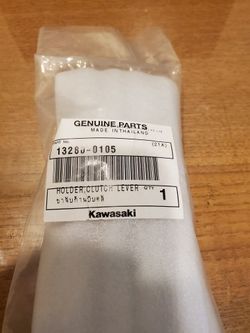 GENUINE PARTS
MADE IN THAILAND
(21A)
13280-0105
HOLDER,CLUTCH LEVER
1
Kawasaki